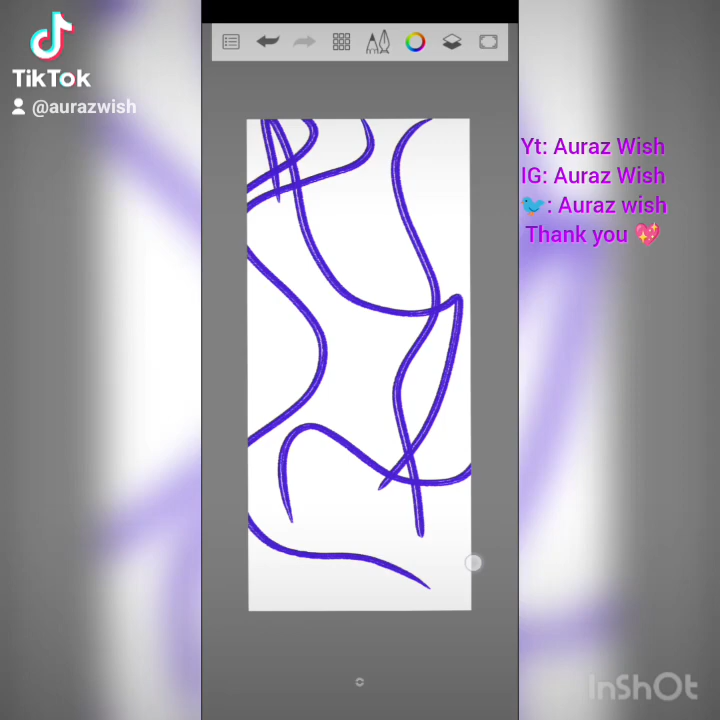 TikTok
@aurazwish
Yt: Auraz Wish
IG: Auraz Wish
🐦: Auraz wish
Thank you 💖
InShOt